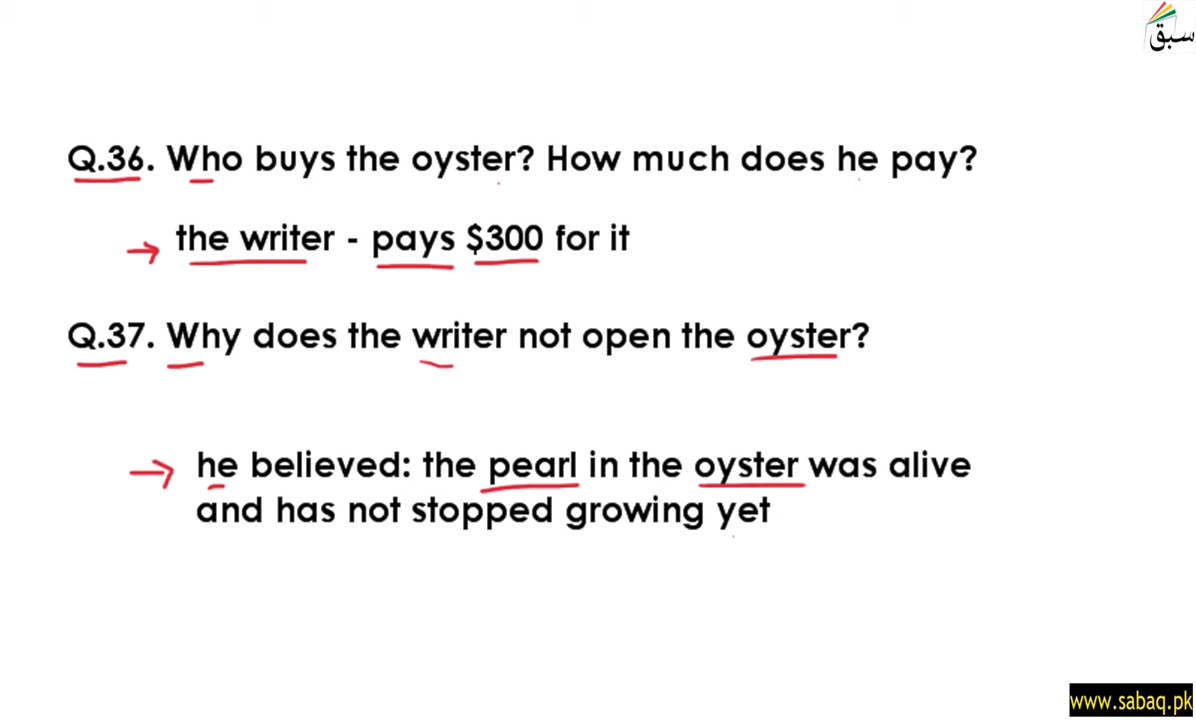 سبق
Q.36. Who buys the oyster? How much does he pay?
the writer - pays $300 for it
Q.37. Why does the writer not open the oyster?
he believed: the pearl in the oyster was alive
and has not stopped growing yet
www.sabaq.pk